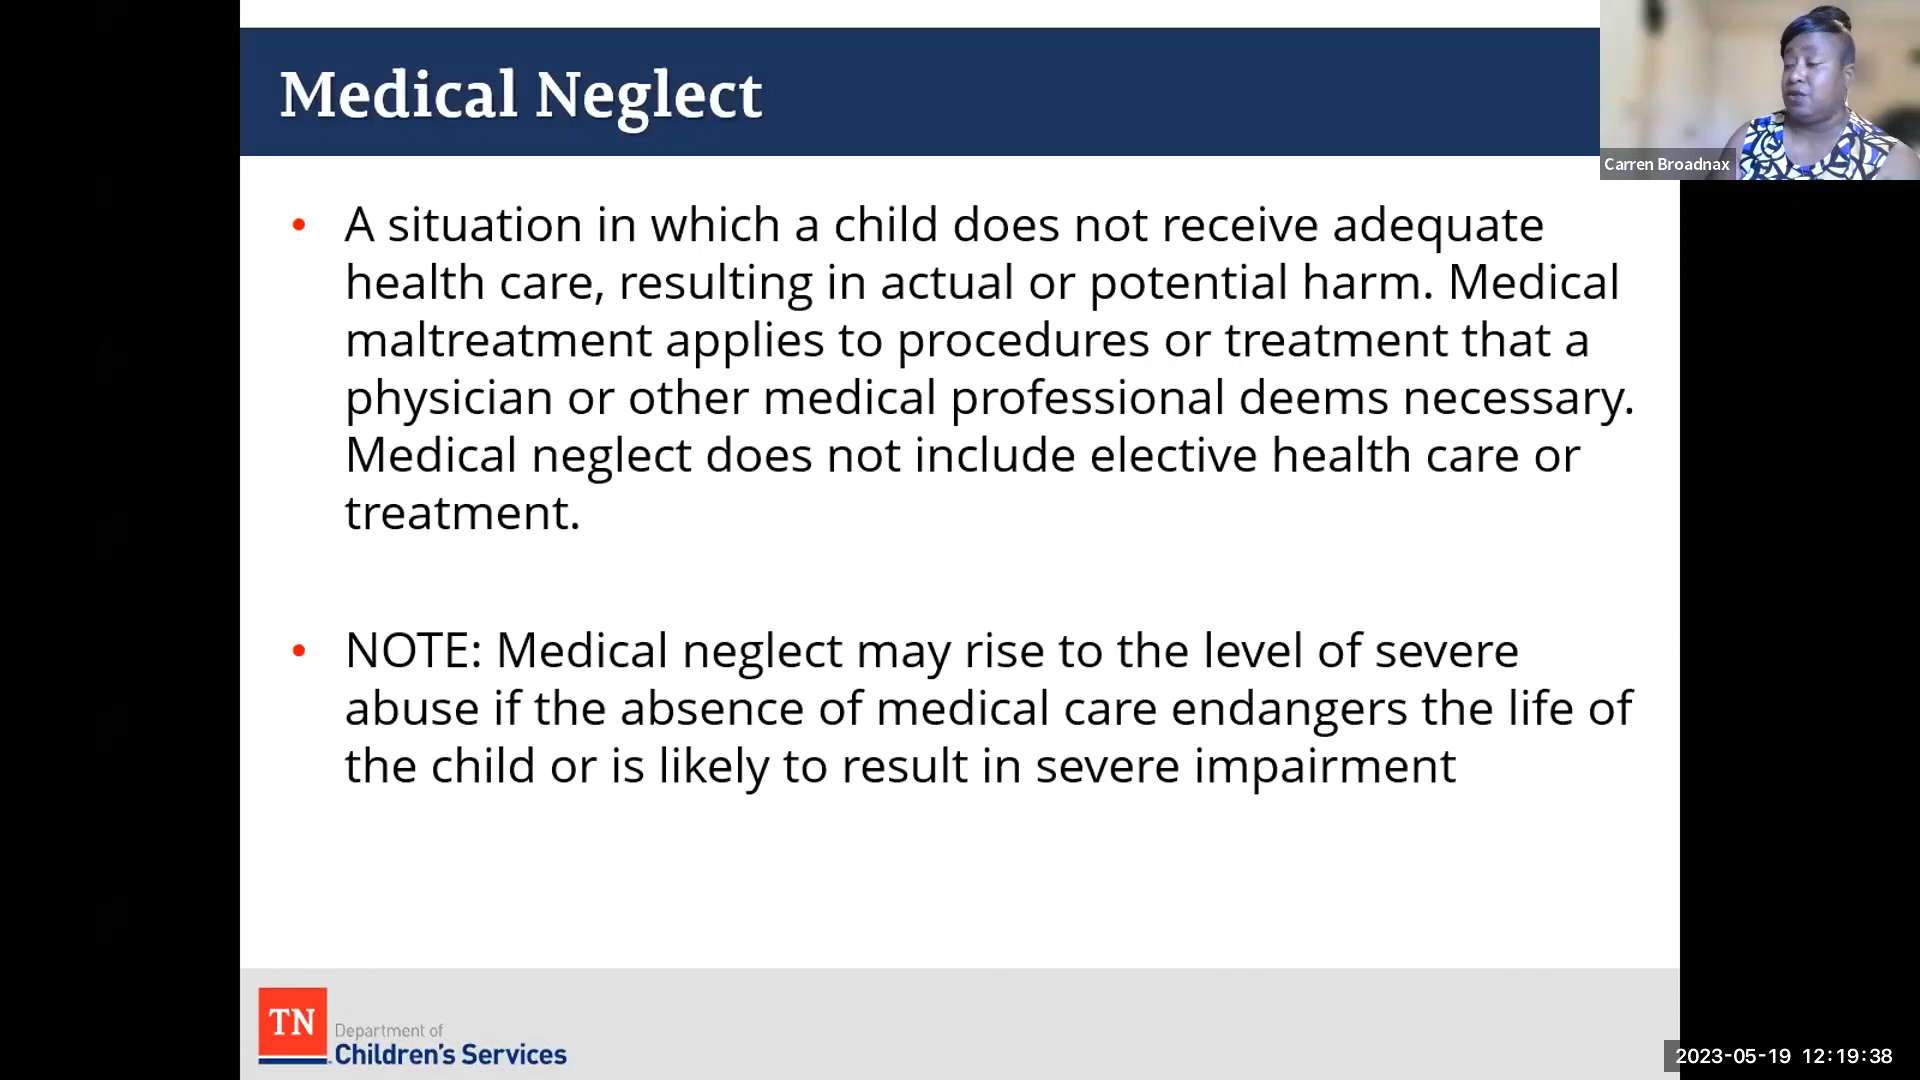 Medical Neglect
Carren Broadnax
• A situation in which a child does not receive adequate
health care, resulting in actual or potential harm. Medical
maltreatment applies to procedures or treatment that a
physician or other medical professional deems necessary.
Medical neglect does not include elective health care or
treatment.
• NOTE: Medical neglect may rise to the level of severe
abuse if the absence of medical care endangers the life of
the child or is likely to result in severe impairment
TN
Department of
Children's Services
2023-05-19 12:19:38